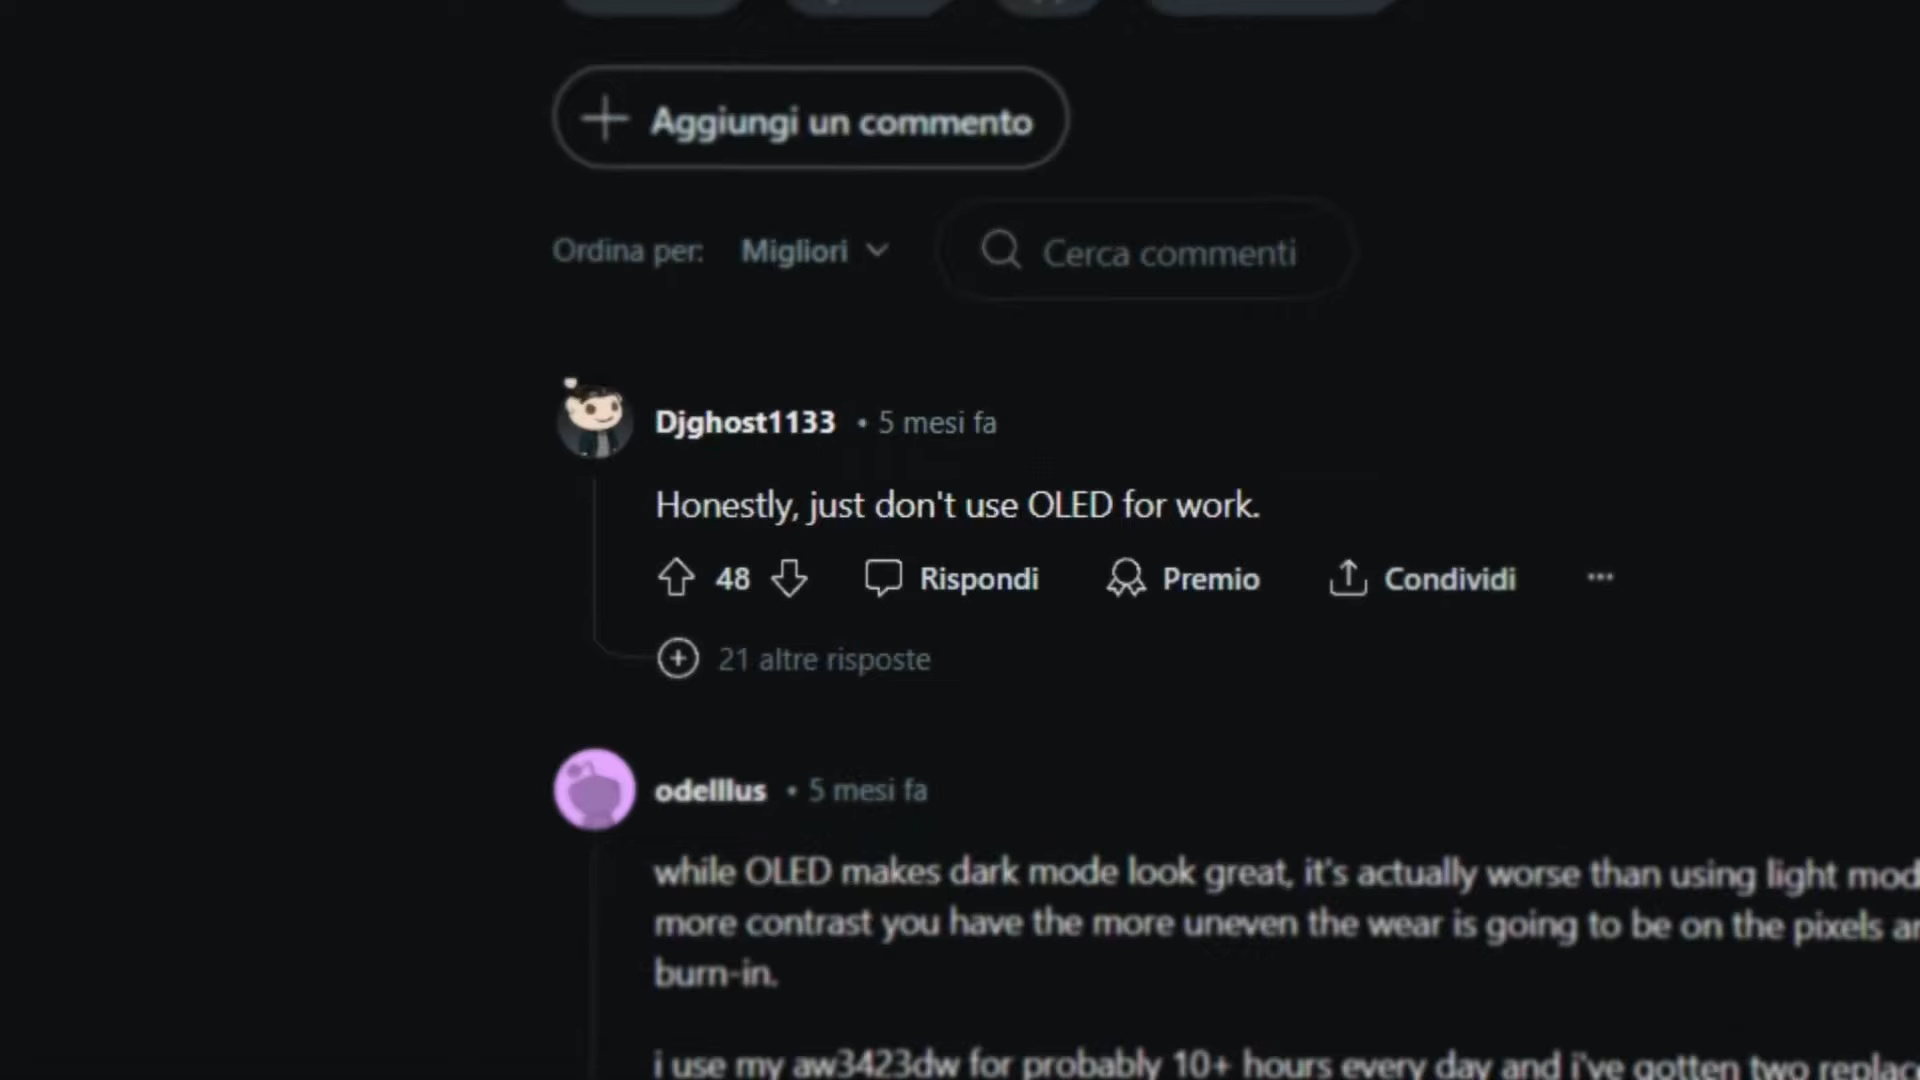 Aggiungi un commento
Ordina per: Migliori
Cerca commenti
Djghost1133 • 5 mesi fa
Honestly, just don't use OLED for work.
48 Rispondi Premio Condividi ...
21 altre risposte
odelllus • 5 mesi fa
while OLED makes dark mode look great, it's actually worse than using light mod
more contrast you have the more uneven the wear is going to be on the pixels
burn-in.
i use my aw3423dw for probably 10+ hours every day and i've gotten two replac